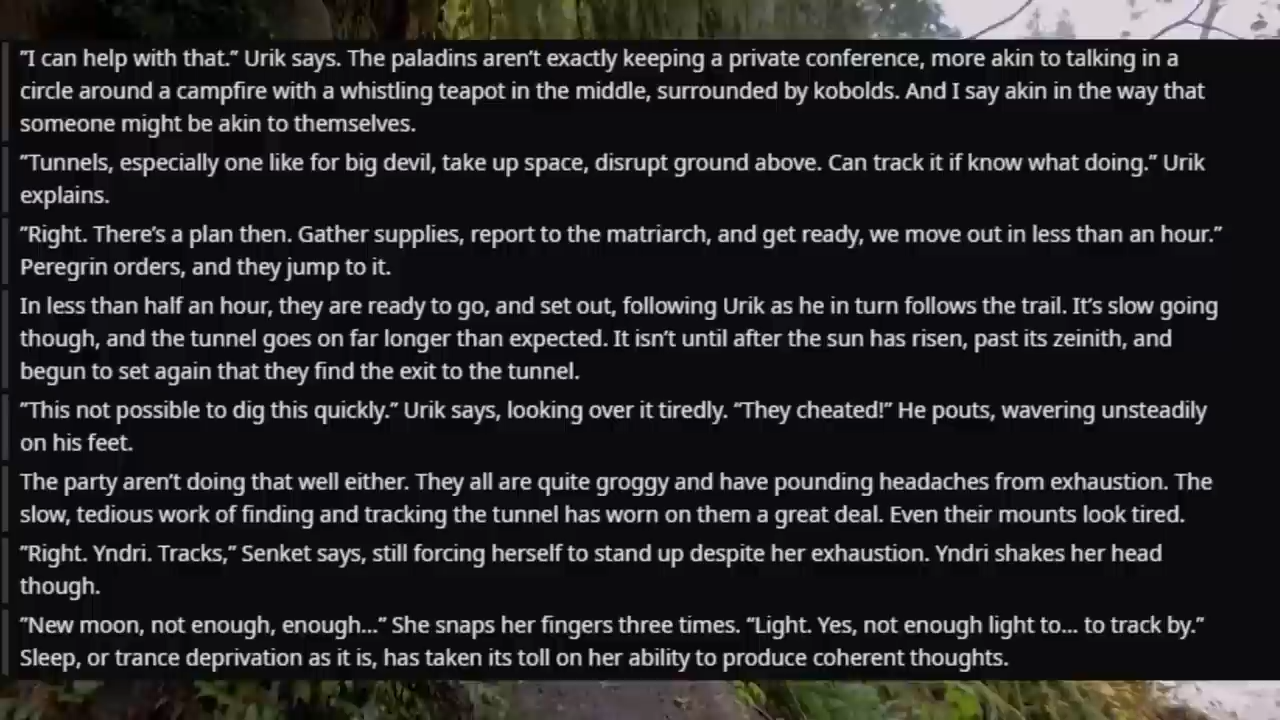 "I can help with that." Urik says. The paladins aren't exactly keeping a private conference, more akin to talking in a
circle around a campfire with a whistling teapot in the middle, surrounded by kobolds. And I say akin in the way that
someone might be akin to themselves.
"Tunnels, especially one like for big devil, take up space, disrupt ground above. Can track it if know what doing." Urik
explains.
"Right. There's a plan then. Gather supplies, report to the matriarch, and get ready, we move out in less than an hour."
Peregrin orders, and they jump to it.
In less than half an hour, they are ready to go, and set out, following Urik as he in turn follows the trail. It's slow going
though, and the tunnel goes on far longer than expected. It isn't until after the sun has risen, past its zeinith, and
begun to set again that they find the exit to the tunnel.
"This not possible to dig this quickly." Urik says, looking over it tiredly. "They cheated!" He pouts, wavering unsteadily
on his feet.
The party aren't doing that well either. They all are quite groggy and have pounding headaches from exhaustion. The
slow, tedious work of finding and tracking the tunnel has worn on them a great deal. Even their mounts look tired.
"Right. Yndri. Tracks," Senket says, still forcing herself to stand up despite her exhaustion. Yndri shakes her head
though.
"New moon, not enough, enough..." She snaps her fingers three times. "Light. Yes, not enough light to... to track by."
Sleep, or trance deprivation as it is, has taken its toll on her ability to produce coherent thoughts.